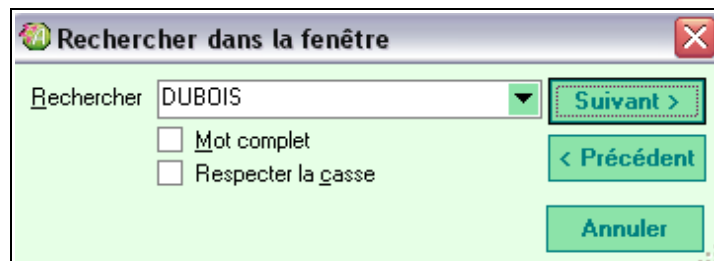 Rechercher dans la fenêtre
Rechercher DUBOIS Suivant >
Mot complet
< Précédent
Respecter la casse
Annuler